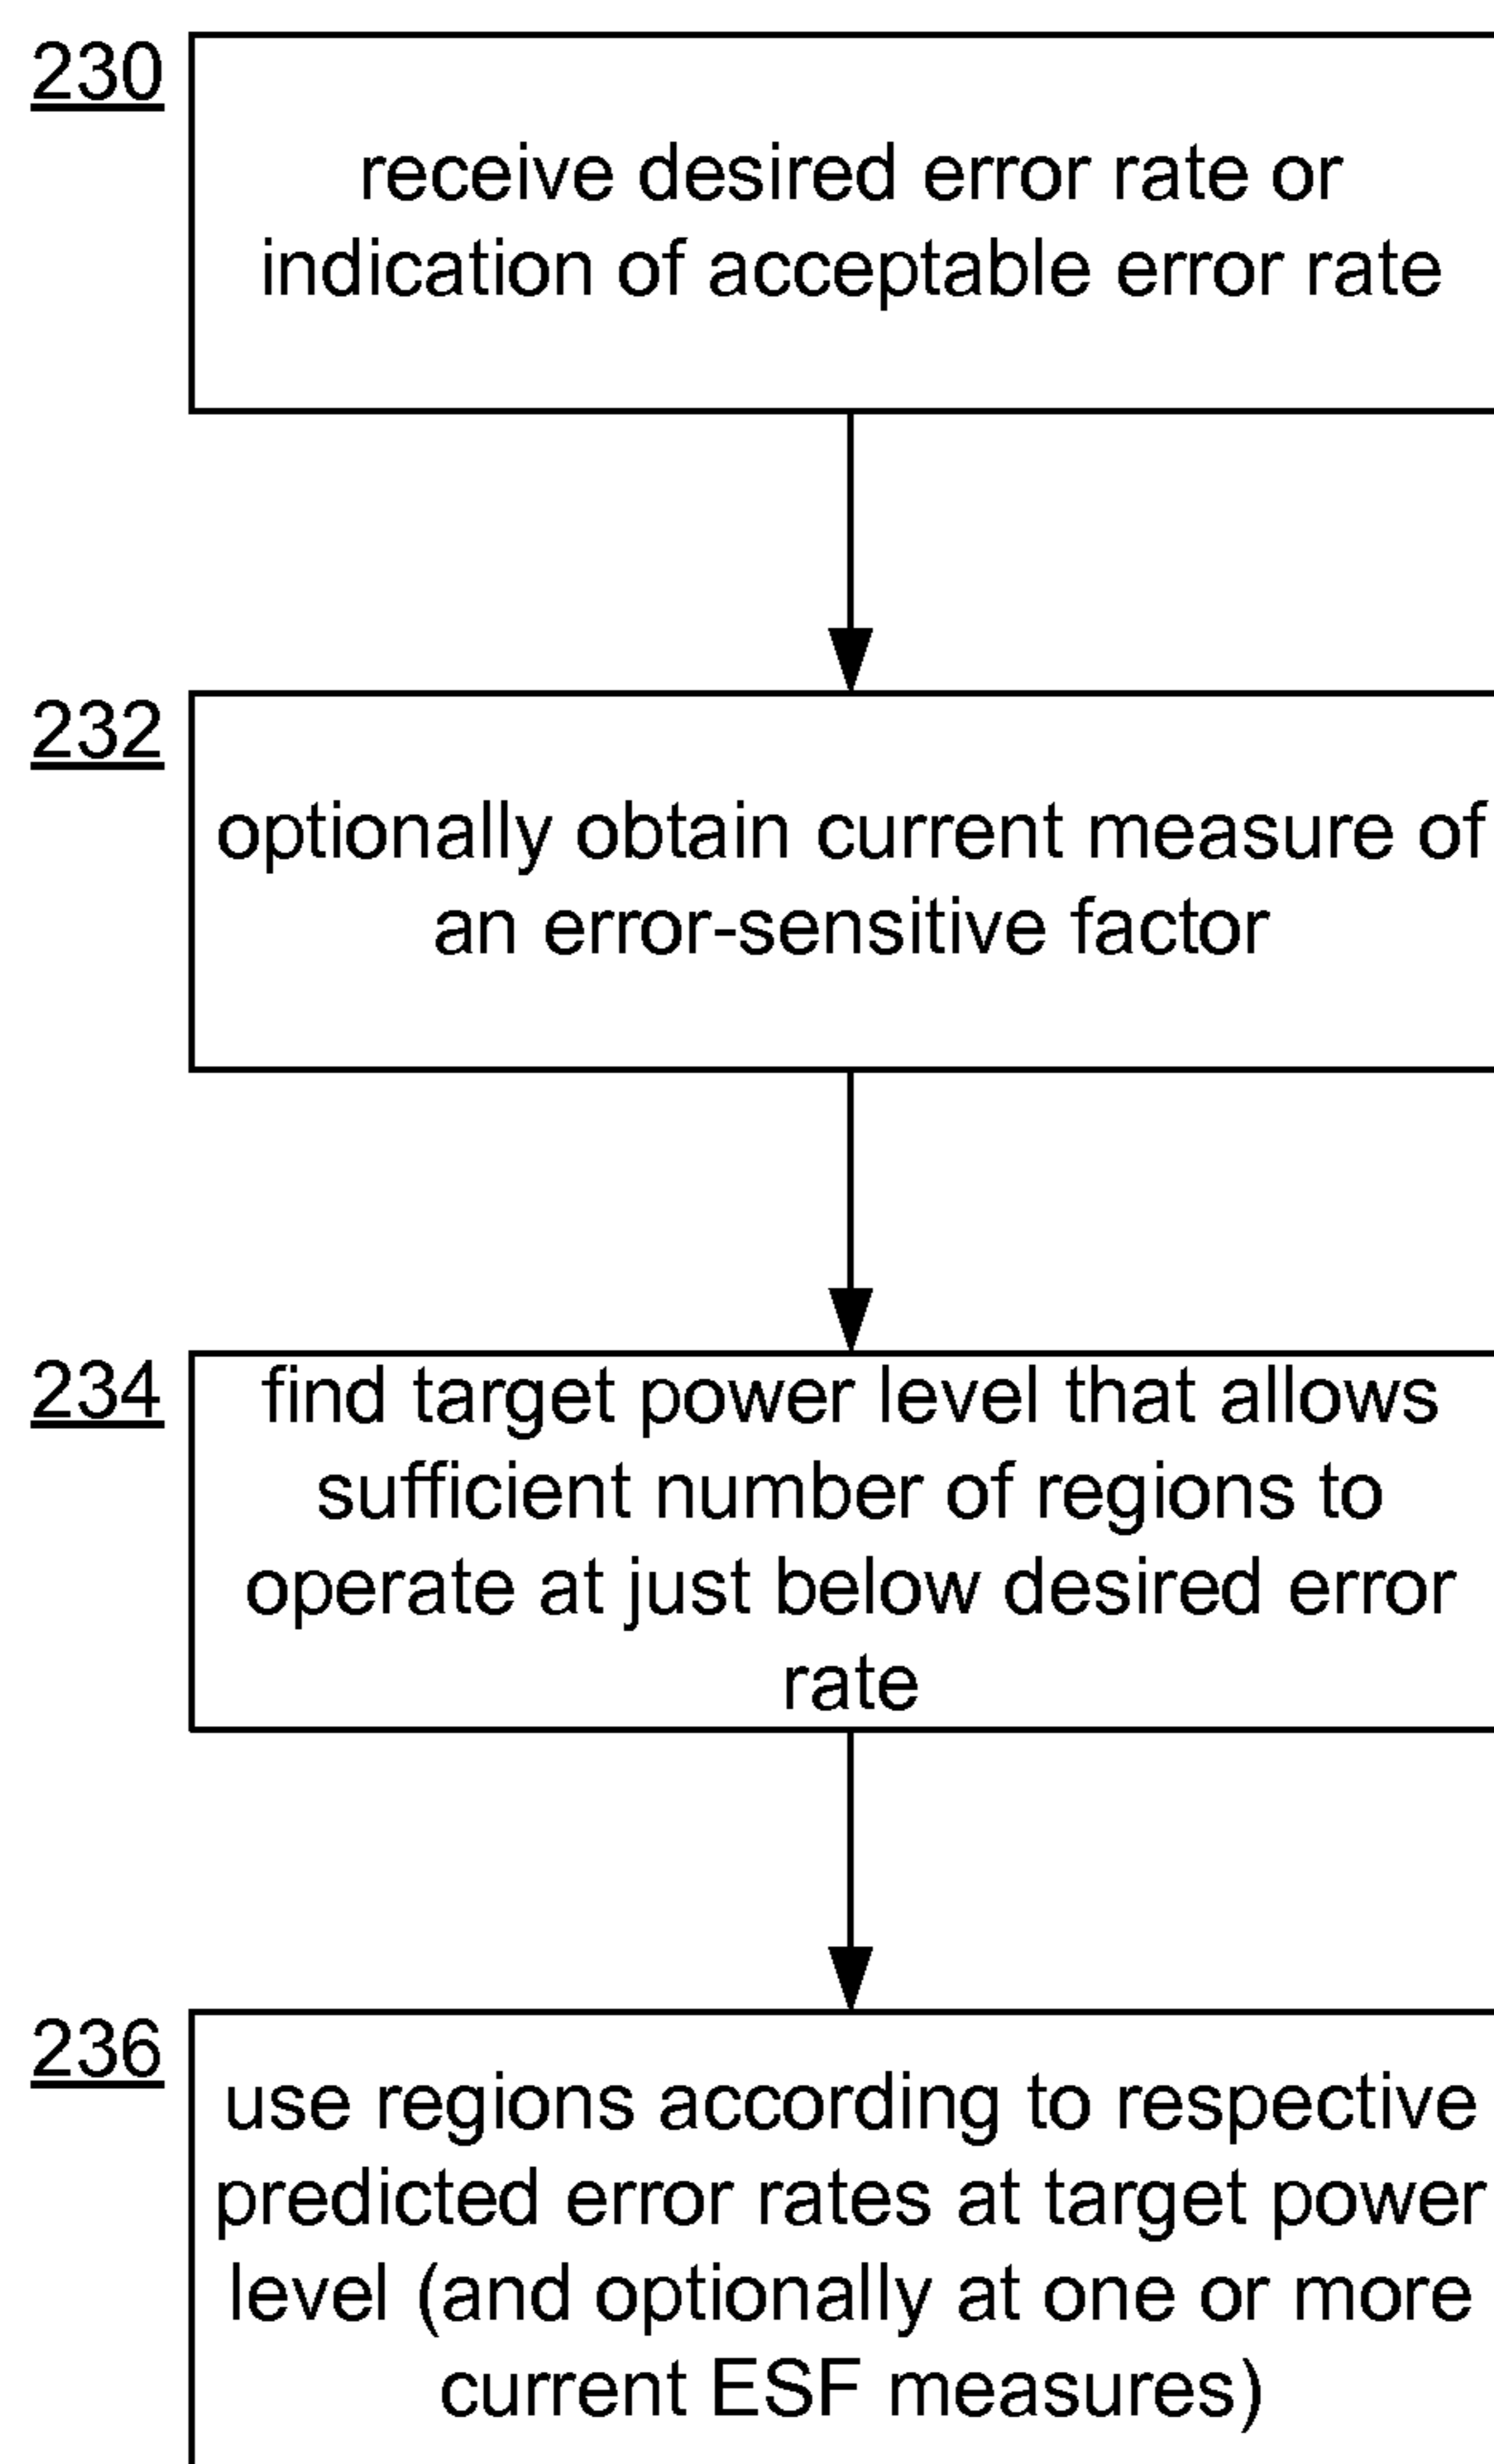 230
receive desired error rate or
indication of acceptable error rate
232
optionally obtain current measure of
an error-sensitive factor
234
find target power level that allows
sufficient number of regions to
operate at just below desired error
rate
236
use regions according to respective
predicted error rates at target power
level (and optionally at one or more
current ESF measures)